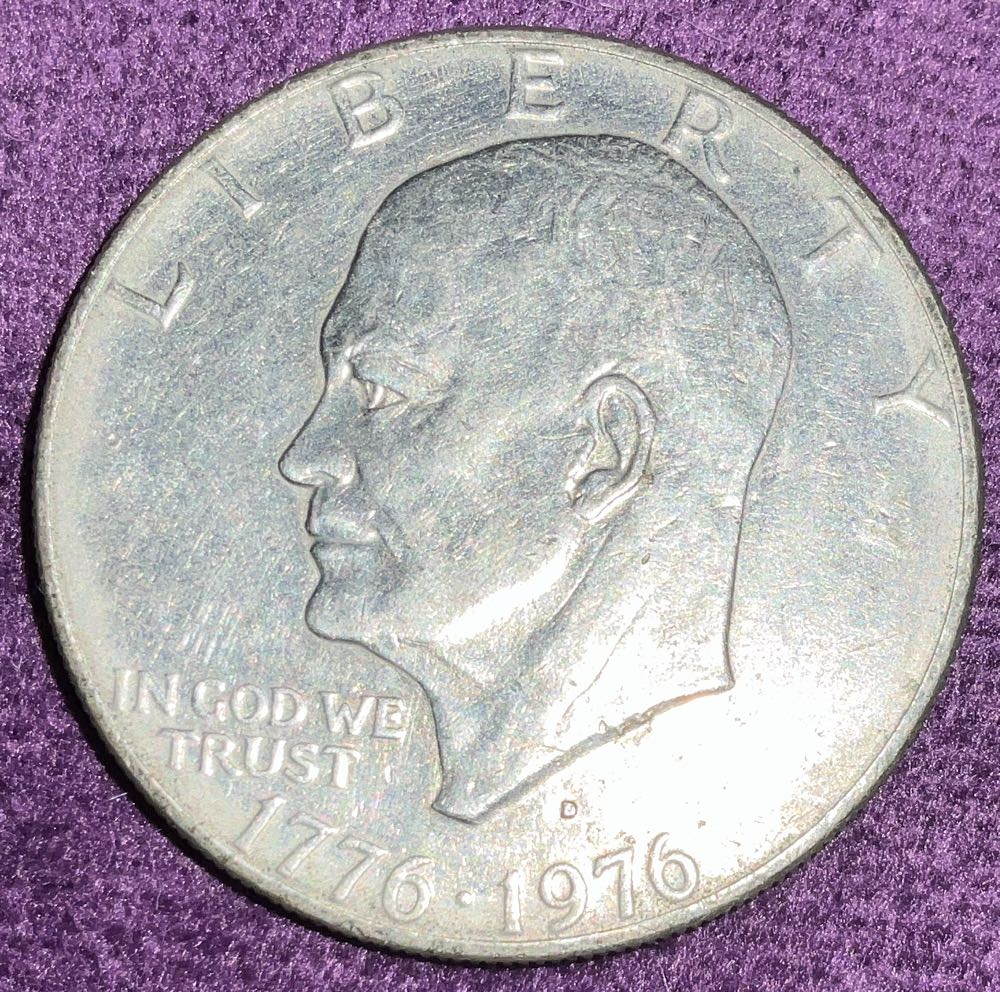 LIBERTY
IN GOD WE
TRUST
D
1776 · 1976